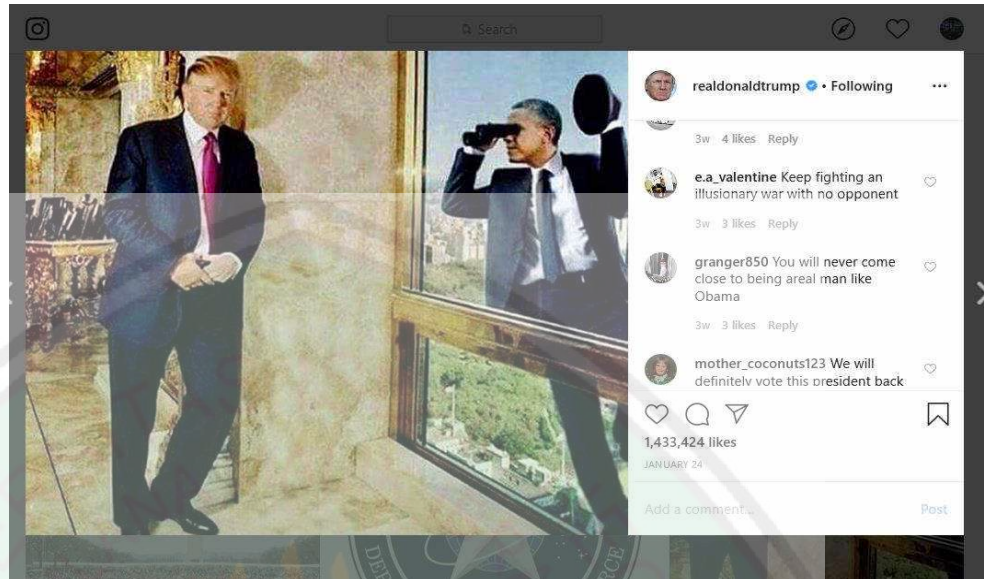 Search
realdonaldtrump • Following
3w 4 likes Reply
e.a_valentine Keep fighting an
illusionary war with no opponent
3w 3 likes Reply
granger850 You will never come
close to being areal man like
Obama
3w 3 likes Reply
mother_coconuts123 We will
definitely vote this president back
1,433,424 likes
JANUARY 24
Add a comment...
Post